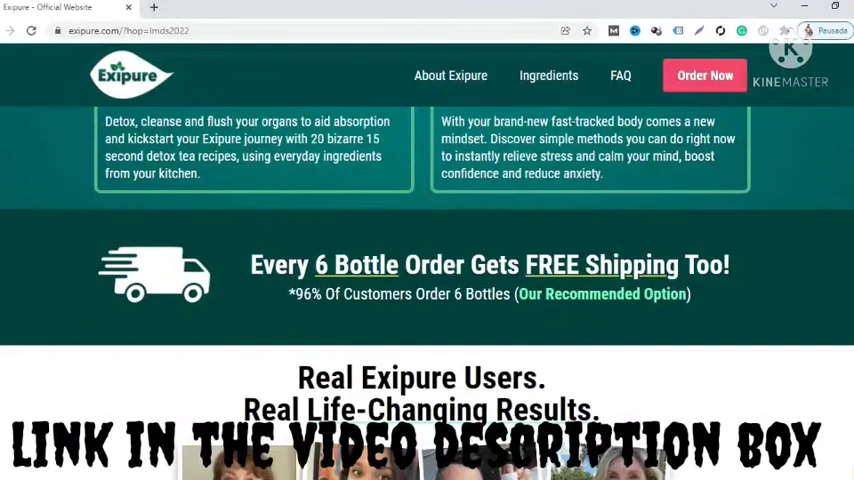 Exipure - Official Website
exipure.com/?hop=lmds2022
Pausada
Exipure
About Exipure
Ingredients
FAQ
Order Now
K
KINEMASTER
Detox, cleanse and flush your organs to aid absorption
and kickstart your Exipure journey with 20 bizarre 15
second detox tea recipes, using everyday ingredients
from your kitchen.
With your brand-new fast-tracked body comes a new
mindset. Discover simple methods you can do right now
to instantly relieve stress and calm your mind, boost
confidence and reduce anxiety.
Every 6 Bottle Order Gets FREE Shipping Too!
*96% Of Customers Order 6 Bottles (Our Recommended Option)
Real Exipure Users.
Real Life-Changing Results.
LINK IN THE VIDEO DESCRIPTION BOX